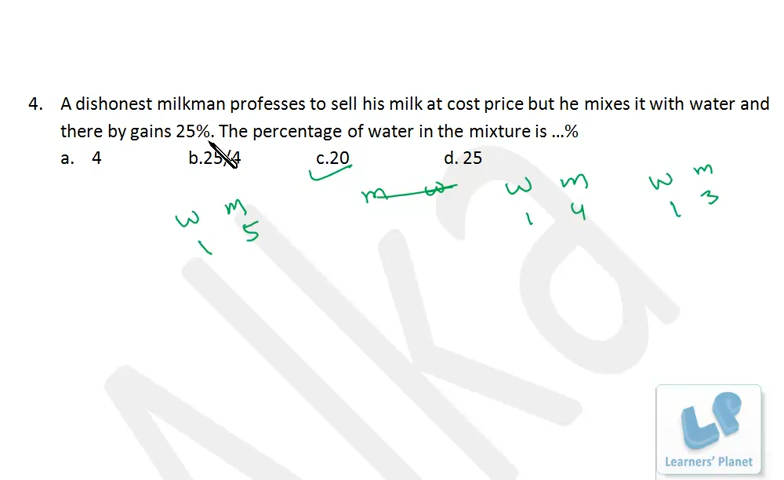 4. A dishonest milkman professes to sell his milk at cost price but he mixes it with water and
there by gains 25%. The percentage of water in the mixture is ...%
a. 4 b.25/4 c.20 d. 25
m w
w m
1 5
w m
1 4
w m
1 3
Alka
LP
Learners' Planet